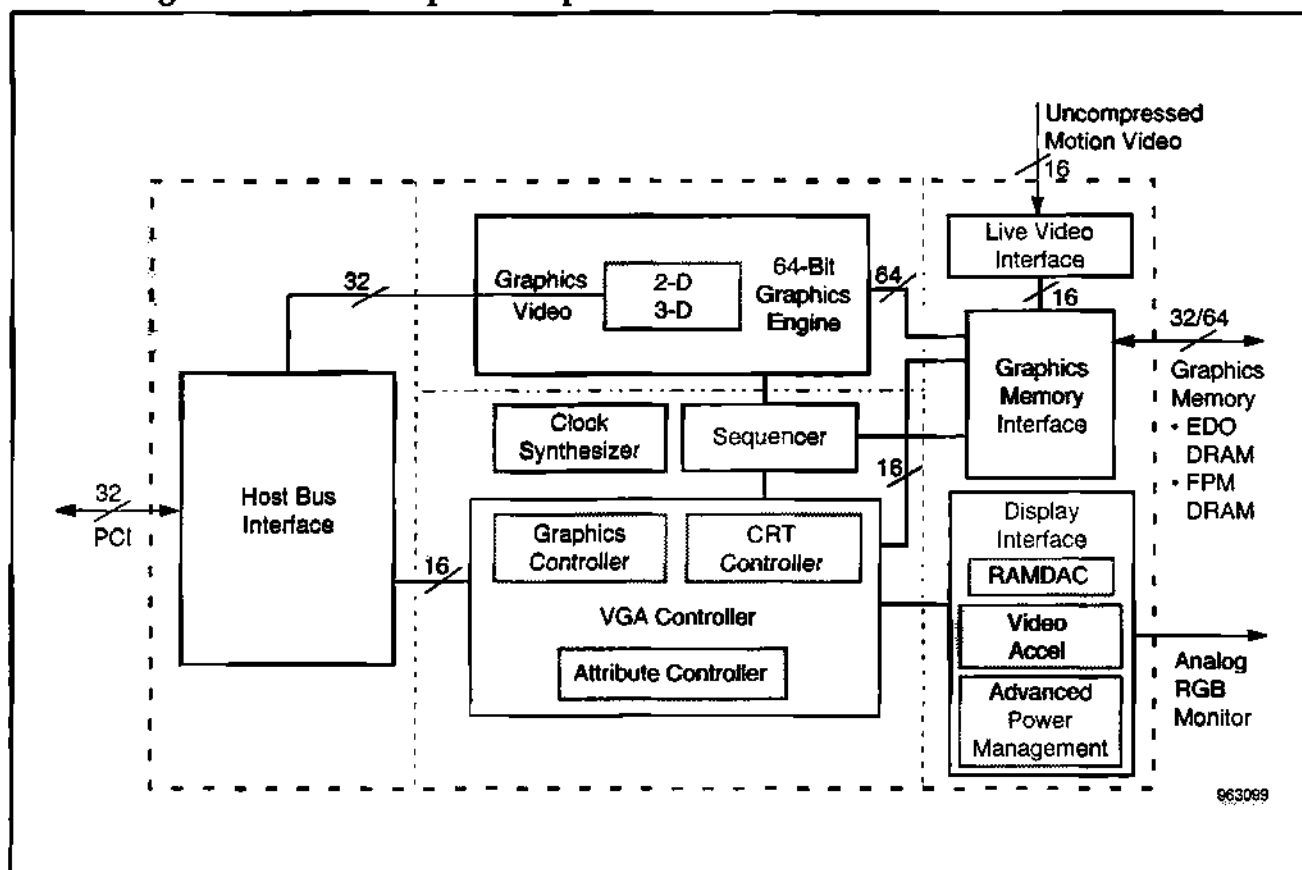 Uncompressed
Motion Video
16
Live Video
Interface
16
32
Graphics
Video
2-D
3-D
64-Bit
Graphics
Engine
64
Graphics
Memory
Interface
32/64
Graphics
Memory
• EDO
DRAM
• FPM
DRAM
Clock
Synthesizer
Sequencer
16
32
PCI
Host Bus
Interface
16
Graphics
Controller
CRT
Controller
VGA Controller
Attribute Controller
Display
Interface
RAMDAC
Video
Accel
Advanced
Power
Management
Analog
RGB
Monitor
963099